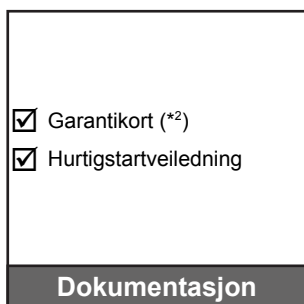 ☑ Garantikort (*²)
☑ Hurtigstartveiledning
Dokumentasjon